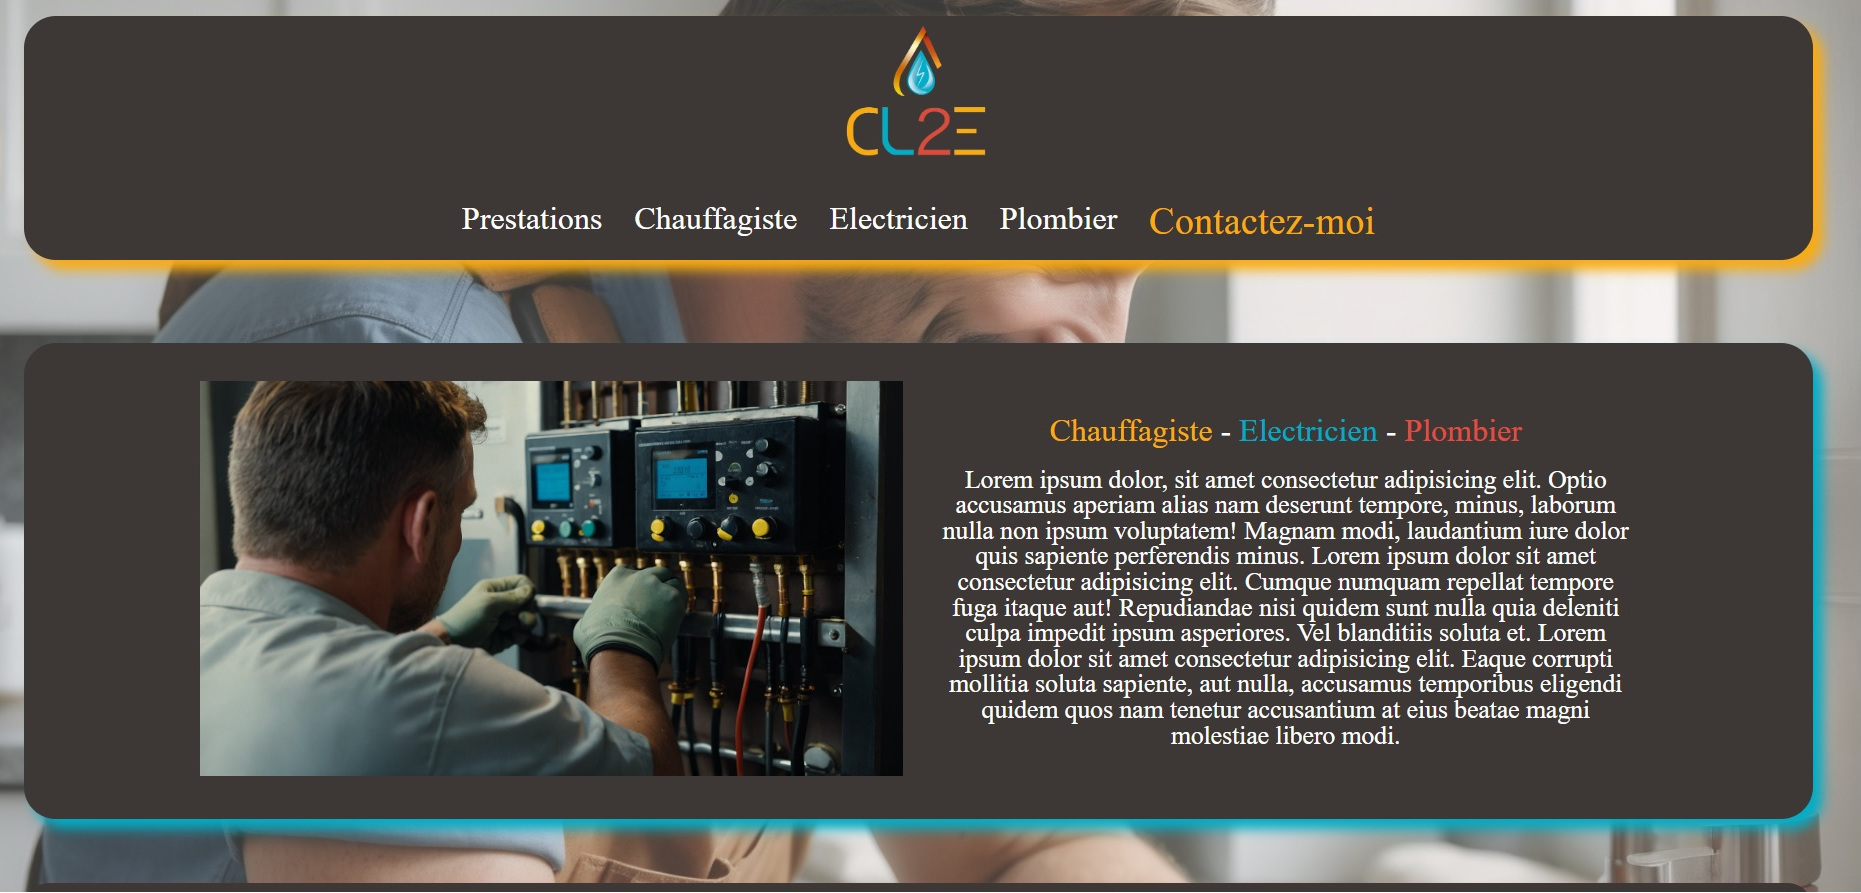 CL2E
Prestations Chauffagiste Electricien Plombier Contactez-moi
Chauffagiste - Electricien - Plombier
Lorem ipsum dolor, sit amet consectetur adipisicing elit. Optio
accusamus aperiam alias nam deserunt tempore, minus, laborum
nulla non ipsum voluptatem! Magnam modi, laudantium iure dolor
quis sapiente perferendis minus. Lorem ipsum dolor sit amet
consectetur adipisicing elit. Cumque numquam repellat tempore
fuga itaque aut! Repudiandae nisi quidem sunt nulla quia deleniti
culpa impedit ipsum asperiores. Vel blanditiis soluta et. Lorem
ipsum dolor sit amet consectetur adipisicing elit. Eaque corrupti
mollitia soluta sapiente, aut nulla, accusamus temporibus eligendi
quidem quos nam tenetur accusantium at eius beatae magni
molestiae libero modi.